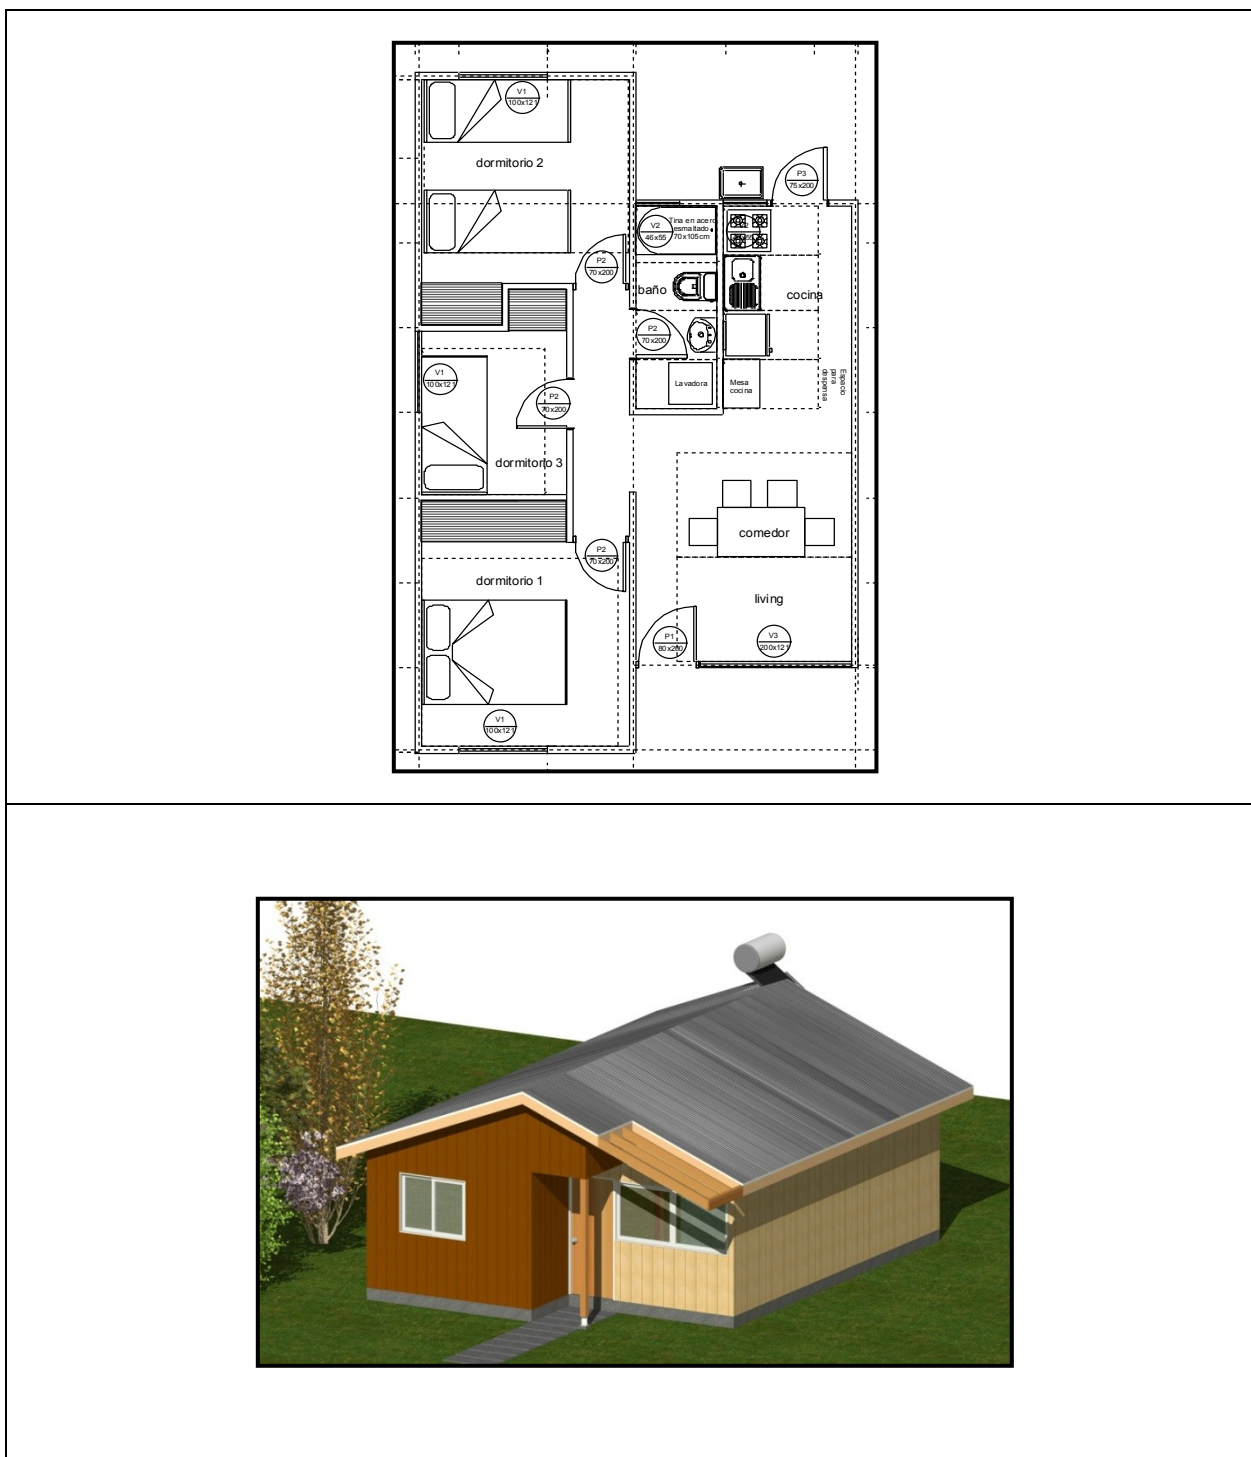 V1
100x121
dormitorio 2
P3
75x200
V2
46x55
Tina en acero
esmaltado
70x105cm
P2
70x200
baño
cocina
P2
70x200
V1
100x121
Lavadora
Mesa
cocina
Espacio
para
despensa
P2
70x200
dormitorio 3
comedor
P2
70x200
dormitorio 1
living
P1
80x200
V3
200x121
V1
100x121